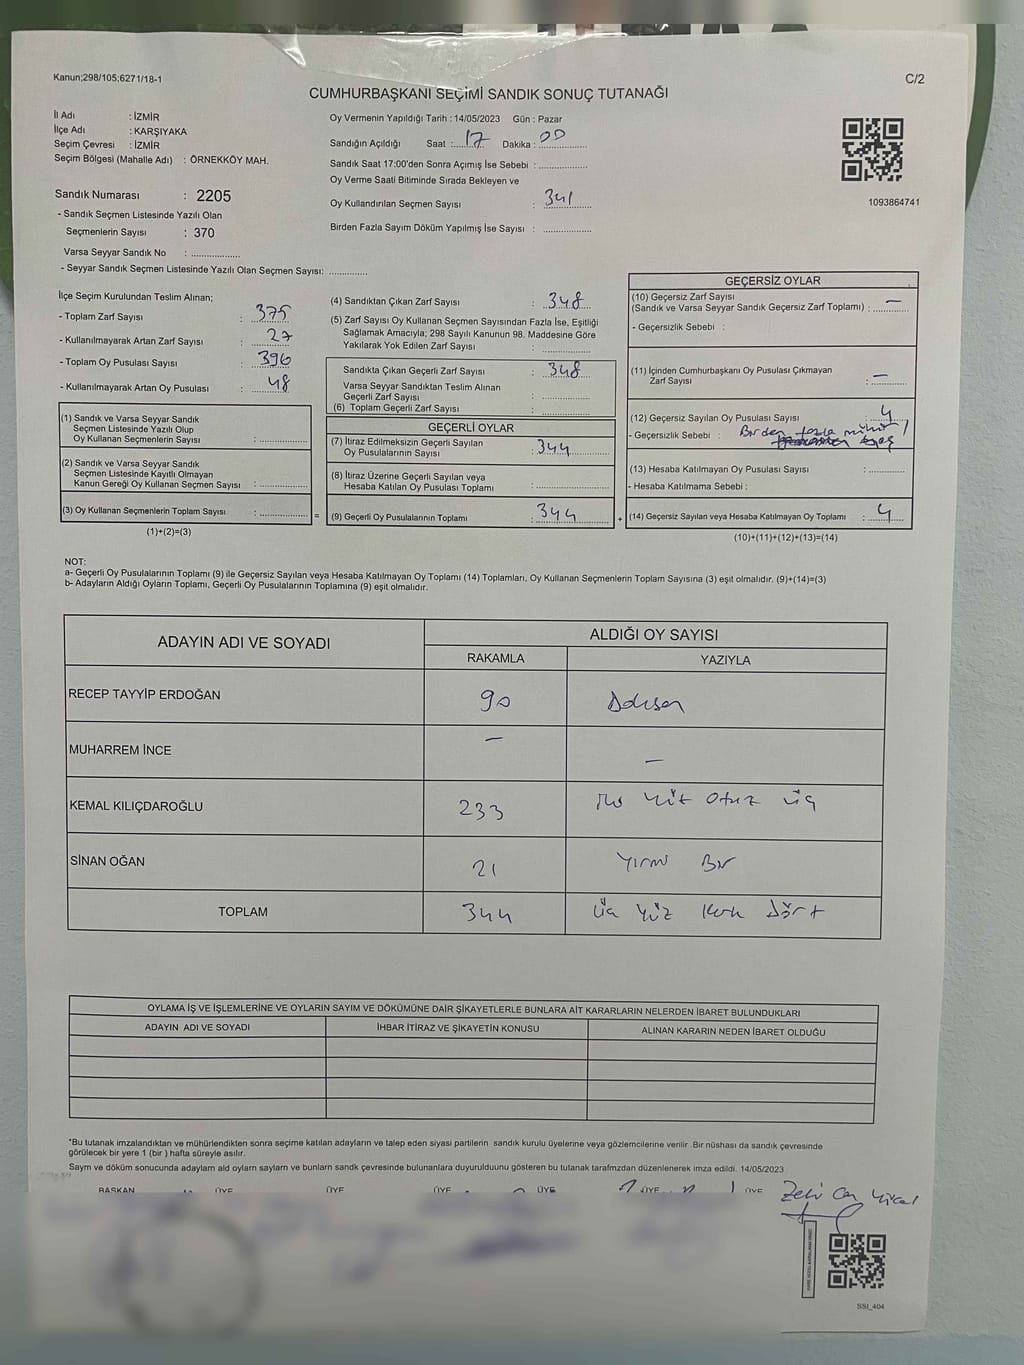 Kanun;298/105;6271/18-1
C/2
CUMHURBAŞKANI SEÇİMİ SANDIK SONUÇ TUTANAĞI
İl Adı : İZMİR
İlçe Adı : KARŞIYAKA
Seçim Çevresi : İZMİR
Seçim Bölgesi (Mahalle Adı) : ÖRNEKKÖY MAH.
Sandık Numarası : 2205
- Sandık Seçmen Listesinde Yazılı Olan
Seçmenlerin Sayısı : 370
Varsa Seyyar Sandık No :
- Seyyar Sandık Seçmen Listesinde Yazılı Olan Seçmen Sayısı:
Oy Vermenin Yapıldığı Tarih : 14/05/2023 Gün : Pazar
Sandığın Açıldığı Saat : 17 Dakika : 00
Sandık Saat 17:00'den Sonra Açımış İse Sebebi :
Oy Verme Saati Bitiminde Sırada Bekleyen ve
Oy Kullandırılan Seçmen Sayısı : 341
Birden Fazla Sayım Döküm Yapılmış İse Sayısı :
1093864741
İlçe Seçim Kurulundan Teslim Alınan;
- Toplam Zarf Sayısı : 375
- Kullanılmayarak Artan Zarf Sayısı : 27
- Toplam Oy Pusulası Sayısı : 396
- Kullanılmayarak Artan Oy Pusulası : 48
(1) Sandık ve Varsa Seyyar Sandık
Seçmen Listesinde Yazılı Olup
Oy Kullanan Seçmenlerin Sayısı :
(2) Sandık ve Varsa Seyyar Sandık
Seçmen Listesinde Kayıtlı Olmayan
Kanun Gereği Oy Kullanan Seçmen Sayısı :
(3) Oy Kullanan Seçmenlerin Toplam Sayısı : =
(1)+(2)=(3)
(4) Sandıktan Çıkan Zarf Sayısı : 348
(5) Zarf Sayısı Oy Kullanan Seçmen Sayısından Fazla İse, Eşitliği
Sağlamak Amacıyla; 298 Sayılı Kanunun 98. Maddesine Göre
Yakılarak Yok Edilen Zarf Sayısı :
Sandıkta Çıkan Geçerli Zarf Sayısı : 348
Varsa Seyyar Sandıktan Teslim Alınan
Geçerli Zarf Sayısı :
(6) Toplam Geçerli Zarf Sayısı :
GEÇERLİ OYLAR
(7) İtiraz Edilmeksizin Geçerli Sayılan
Oy Pusulalarının Sayısı : 344
(8) İtiraz Üzerine Geçerli Sayılan veya
Hesaba Katılan Oy Pusulası Toplamı :
(9) Geçerli Oy Pusulalarının Toplamı : 344 +
GEÇERSİZ OYLAR
(10) Geçersiz Zarf Sayısı
(Sandık ve Varsa Seyyar Sandık Geçersiz Zarf Toplamı) : —
- Geçersizlik Sebebi :
(11) İçinden Cumhurbaşkanı Oy Pusulası Çıkmayan
Zarf Sayısı : —
(12) Geçersiz Sayılan Oy Pusulası Sayısı : 4
- Geçersizlik Sebebi : Birden fazla mühür
(13) Hesaba Katılmayan Oy Pusulası Sayısı :
- Hesaba Katılmama Sebebi :
(14) Geçersiz Sayılan veya Hesaba Katılmayan Oy Toplamı : 4
(10)+(11)+(12)+(13)=(14)
NOT:
a- Geçerli Oy Pusulalarının Toplamı (9) ile Geçersiz Sayılan veya Hesaba Katılmayan Oy Toplamı (14) Toplamları, Oy Kullanan Seçmenlerin Toplam Sayısına (3) eşit olmalıdır. (9)+(14)=(3)
b- Adayların Aldığı Oyların Toplamı, Geçerli Oy Pusulalarının Toplamına (9) eşit olmalıdır.
ADAYIN ADI VE SOYADI
ALDIĞI OY SAYISI
RAKAMLA YAZIYLA
RECEP TAYYİP ERDOĞAN 90 Doksan
MUHARREM İNCE — —
KEMAL KILIÇDAROĞLU 233 iki yüz otuz üç
SİNAN OĞAN 21 Yirmi Bir
TOPLAM 344 üç yüz kırk dört
OYLAMA İŞ VE İŞLEMLERİNE VE OYLARIN SAYIM VE DÖKÜMÜNE DAİR ŞİKAYETLERLE BUNLARA AİT KARARLARIN NELERDEN İBARET BULUNDUKLARI
ADAYIN ADI VE SOYADI İHBAR İTİRAZ VE ŞİKAYETİN KONUSU ALINAN KARARIN NEDEN İBARET OLDUĞU
*Bu tutanak imzalandıktan ve mühürlendikten sonra seçime katılan adayların ve talep eden siyasi partilerin sandık kurulu üyelerine veya gözlemcilerine verilir .Bir nüshası da sandık çevresinde
görülecek bir yere 1 (bir ) hafta süreyle asılır.
Sayım ve döküm sonucunda adaylam ald oylarn saylarn ve bunlarn sandk çevresinde bulunanlara duyurulduunu gösteren bu tutanak tarafmzdan düzenlenerek imza edildi. 14/05/2023
BAŞKAN ÜYE ÜYE ÜYE ÜYE ÜYE ÜYE
SSI_404